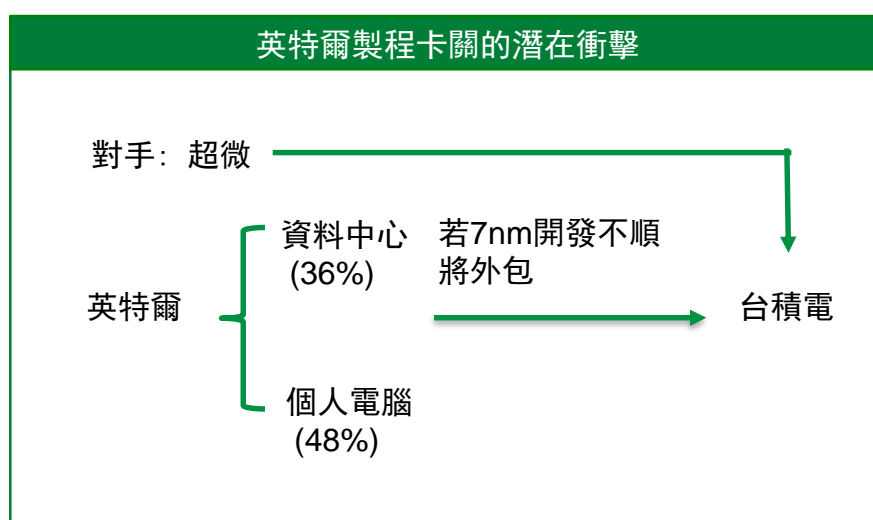 英特爾製程卡關的潛在衝擊
對手：超微
英特爾
資料中心
(36%)
若7nm開發不順
將外包
台積電
個人電腦
(48%)